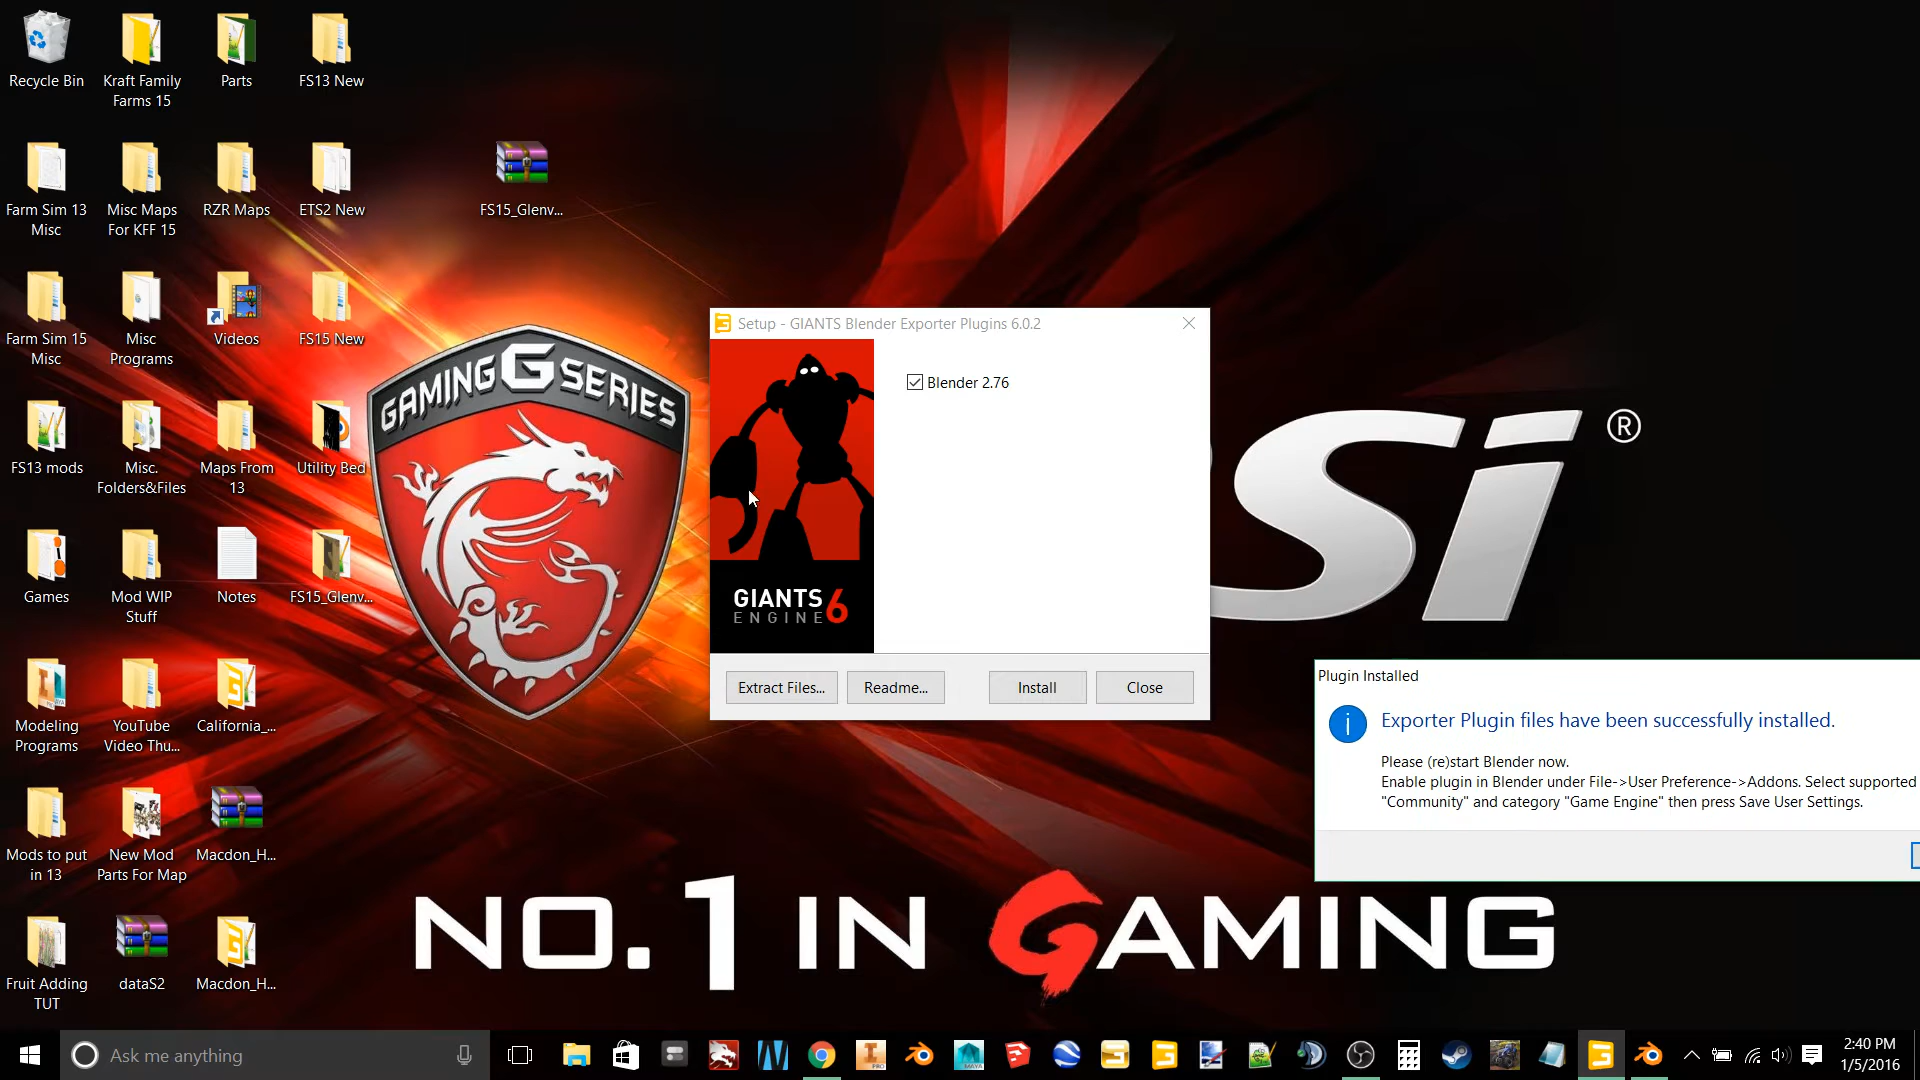 Recycle Bin
Kraft Family
Farms 15
Parts
FS13 New
Farm Sim 13
Misc
Misc Maps
For KFF 15
RZR Maps
ETS2 New
FS15_Glenv...
Farm Sim 15
Misc
Misc
Programs
Videos
FS15 New
FS13 mods
Misc.
Folders&Files
Maps From
13
Utility Bed
Games
Mod WIP
Stuff
Notes
FS15_Glenv...
Modeling
Programs
YouTube
Video Thu...
California_...
Mods to put
in 13
New Mod
Parts For Map
Macdon_H...
Fruit Adding
TUT
dataS2
Macdon_H...
GAMING G SERIES
Setup - GIANTS Blender Exporter Plugins 6.0.2
Blender 2.76
GIANTS 6
ENGINE
Extract Files...
Readme...
Install
Close
Si ®
Plugin Installed
Exporter Plugin files have been successfully installed.
Please (re)start Blender now.
Enable plugin in Blender under File->User Preference->Addons. Select supported
"Community" and category "Game Engine" then press Save User Settings.
NO.1 IN GAMING
Ask me anything
PRO
MAYA
2:40 PM
1/5/2016